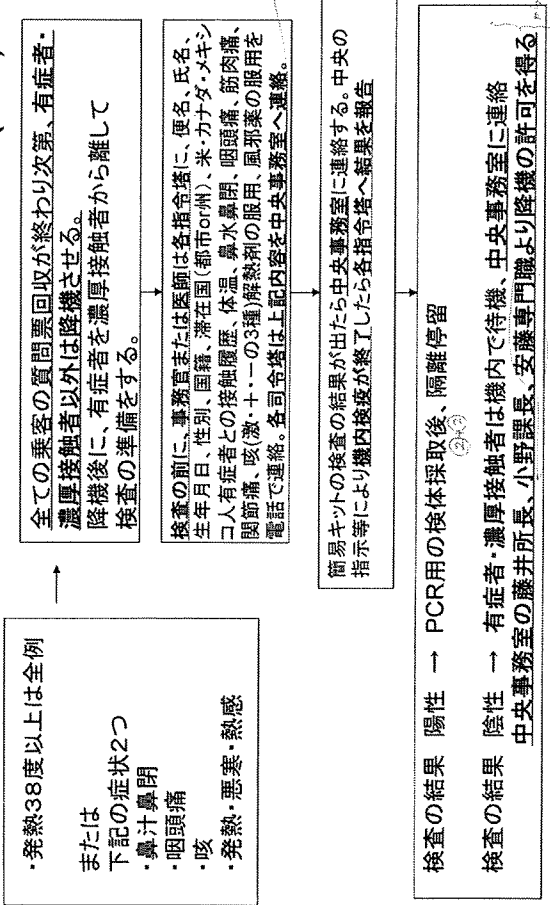 ・発熱38度以上は全例
または
下記の症状2つ
・鼻汁鼻閉
・咽頭痛
・咳
・発熱・悪寒・熱感
→
全ての乗客の質問票回収が終わり次第、有症者・
濃厚接触者以外は降機させる。
降機後に、有症者を濃厚接触者から離して
検査の準備をする。
検査の前に、事務官または医師は各指令塔に、便名、氏名、
生年月日、性別、国籍、滞在国(都市or州)、米・カナダ・メキシ
コ人有症者との接触履歴、体温、鼻水鼻閉、咽頭痛、筋肉痛、
関節痛、咳(激・十・一の3種)解熱剤の服用、風邪薬の服用を
電話で連絡。各司令塔は上記内容を中央事務室へ連絡。
簡易キットの検査の結果が出たら中央事務室に連絡する。中央の
指示等により機内検疫が終了したら各指令塔へ結果を報告
検査の結果 陽性 → PCR用の検体採取後、隔離停留
検査の結果 陰性 → 有症者・濃厚接触者は機内で待機、中央事務室に連絡
中央事務室の藤井所長、小野課長、安藤専門職より降機の許可を得る